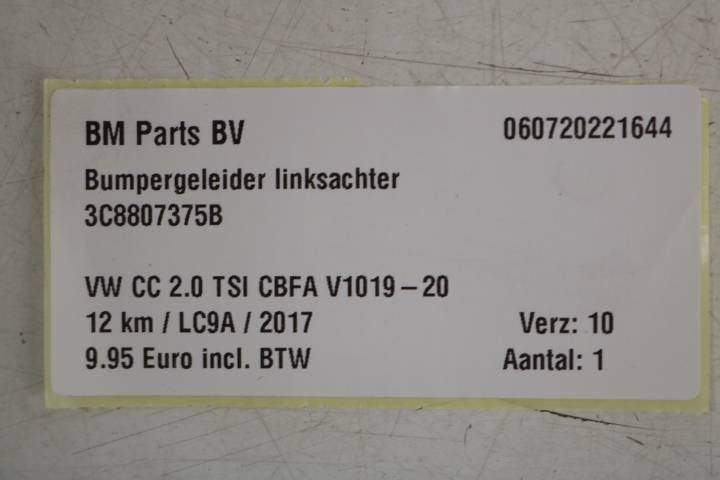 BM Parts BV 060720221644
Bumpergeleider linksachter
3C8807375B
VW CC 2.0 TSI CBFA V1019-20
12 km / LC9A / 2017 Verz: 10
9.95 Euro incl. BTW Aantal: 1